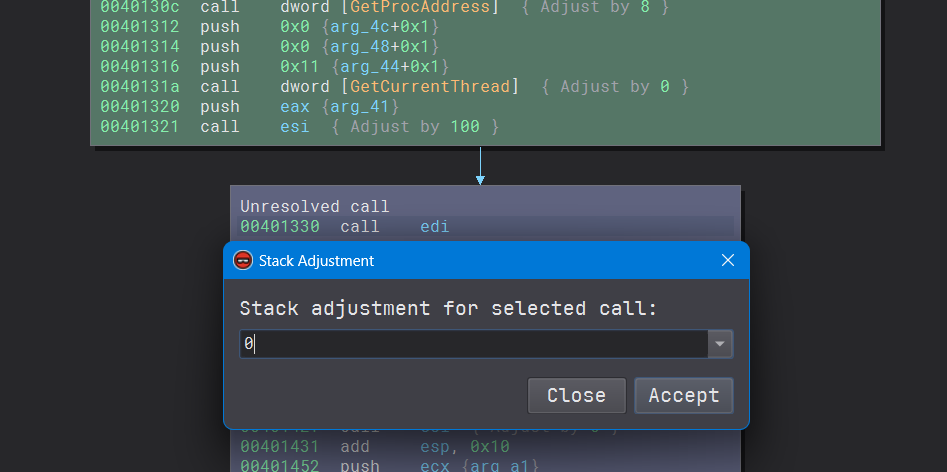 0040130c call dword [GetProcAddress] { Adjust by 8 }
00401312 push 0x0 {arg_4c+0x1}
00401314 push 0x0 {arg_48+0x1}
00401316 push 0x11 {arg_44+0x1}
0040131a call dword [GetCurrentThread] { Adjust by 0 }
00401320 push eax {arg_41}
00401321 call esi { Adjust by 100 }
Unresolved call
00401330 call edi
Stack Adjustment
Stack adjustment for selected call:
0
Close Accept
00401431 add esp, 0x10
00401452 push ecx {arg_a1}